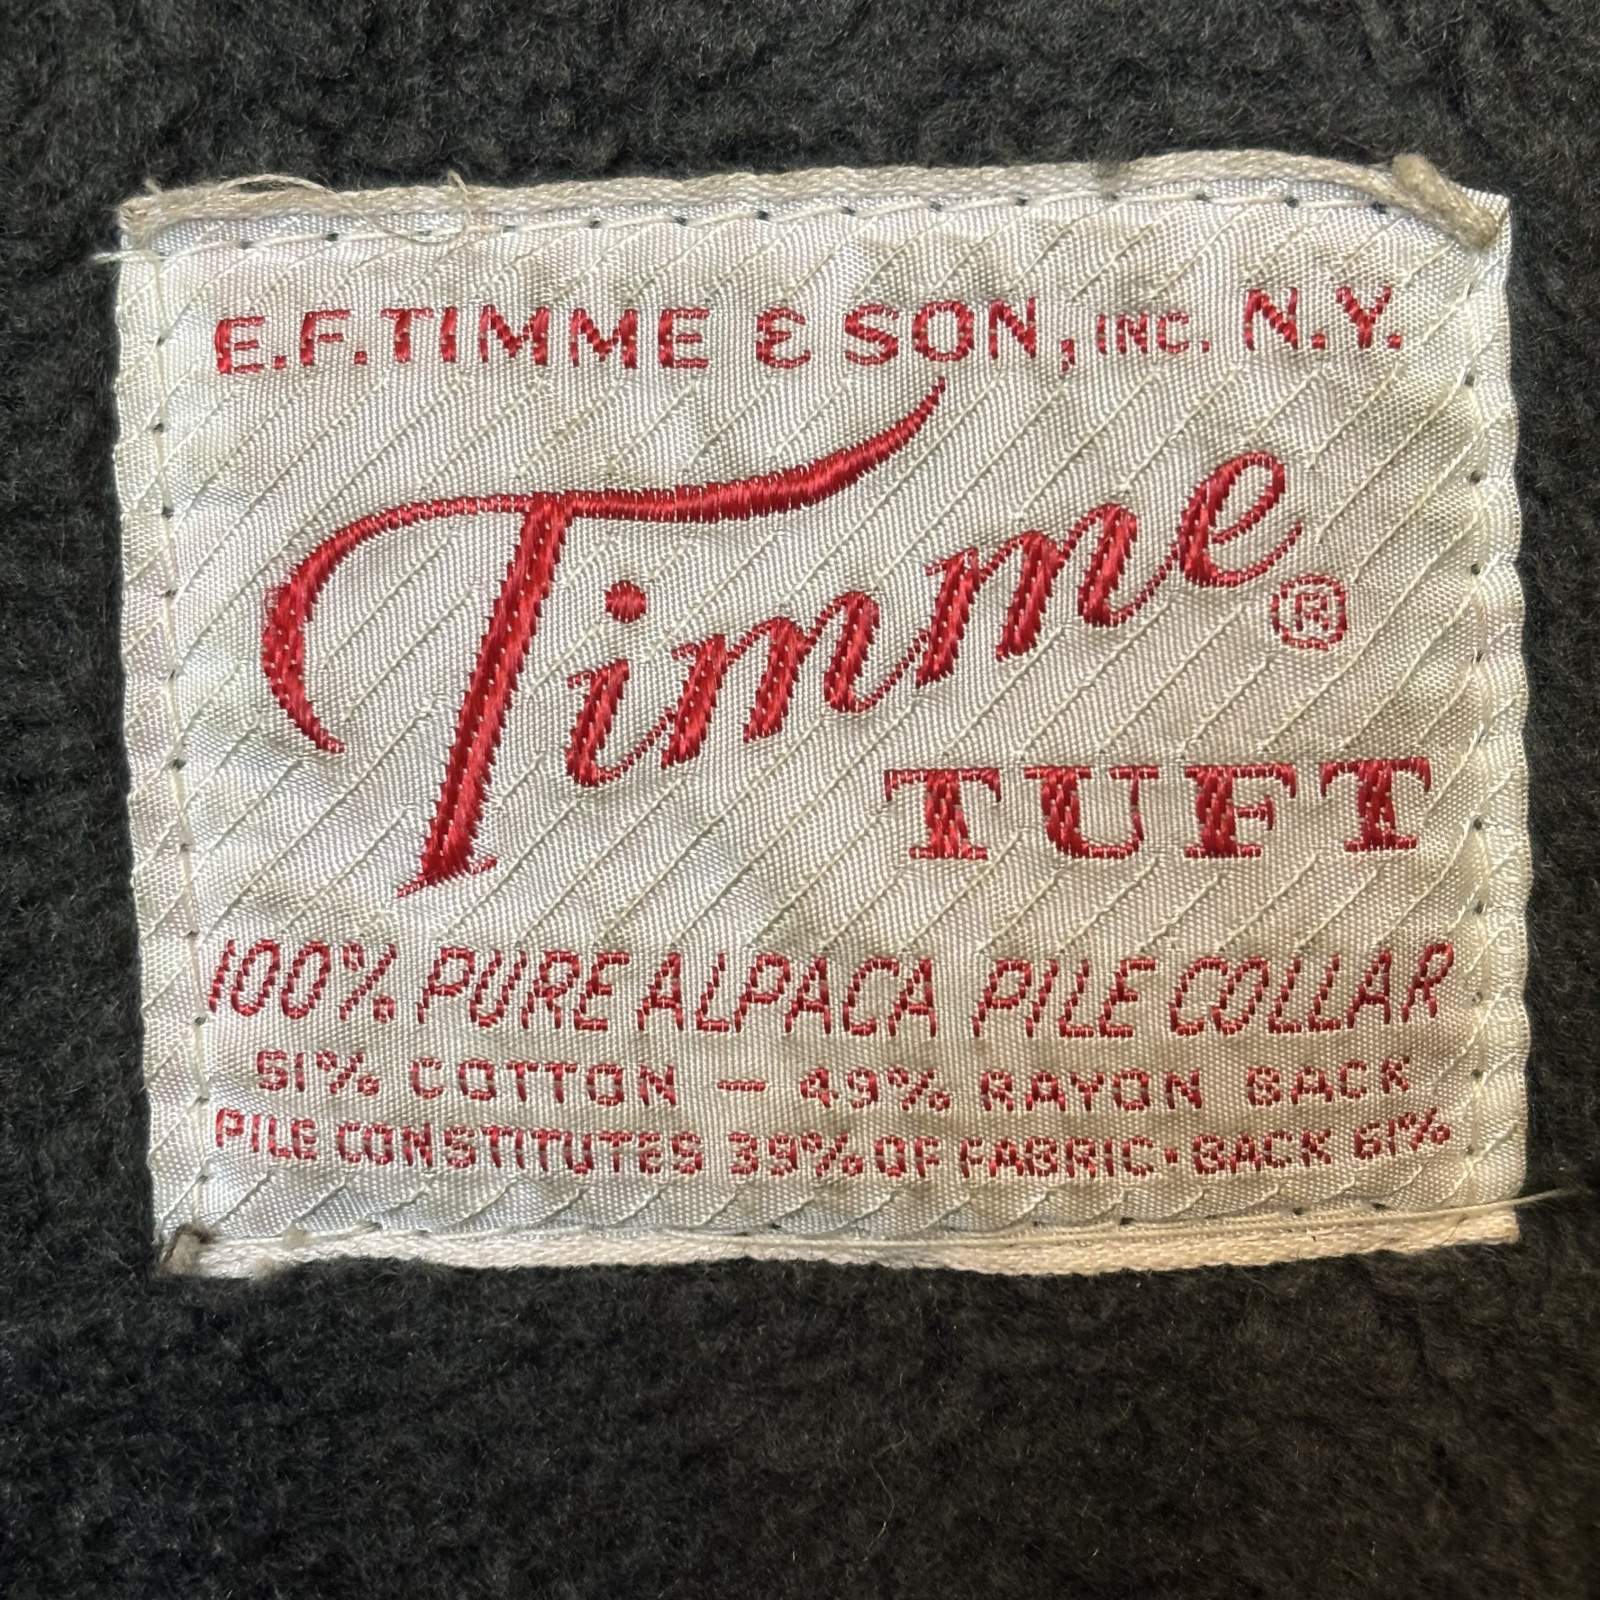 E.F. TIMME & SON, INC. N.Y.
Timme ®
TUFT
100% PURE ALPACA PILE COLLAR
51% COTTON — 49% RAYON BACK
PILE CONSTITUTES 39% OF FABRIC · BACK 61%